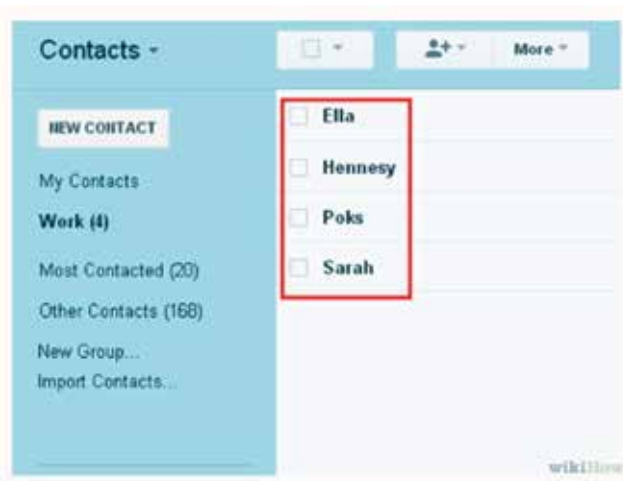 Contacts
More
NEW CONTACT
My Contacts
Work (4)
Most Contacted (20)
Other Contacts (168)
New Group...
Import Contacts...
Ella
Hennesy
Poks
Sarah
wikiHow